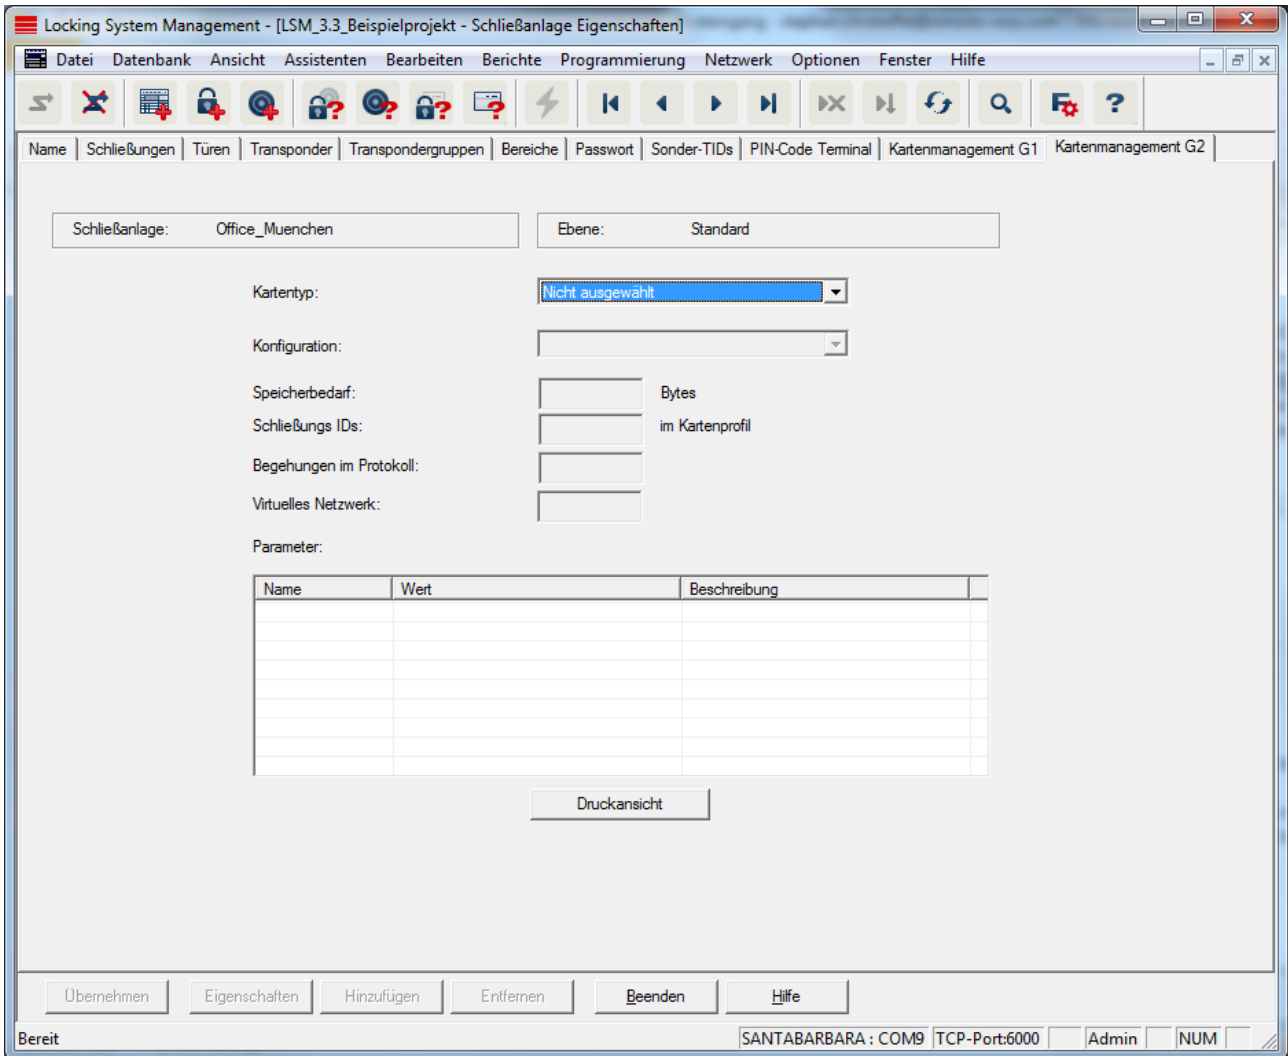 Locking System Management - [LSM_3.3_Beispielprojekt - Schließanlage Eigenschaften]
Datei Datenbank Ansicht Assistenten Bearbeiten Berichte Programmierung Netzwerk Optionen Fenster Hilfe
Name Schließungen Türen Transponder Transpondergruppen Bereiche Passwort Sonder-TIDs PIN-Code Terminal Kartenmanagement G1 Kartenmanagement G2
Schließanlage: Office_Muenchen Ebene: Standard
Kartentyp: Nicht ausgewählt
Konfiguration:
Speicherbedarf: Bytes
Schließungs IDs: im Kartenprofil
Begehungen im Protokoll:
Virtuelles Netzwerk:
Parameter:
Name Wert Beschreibung
Druckansicht
Übernehmen Eigenschaften Hinzufügen Entfernen Beenden Hilfe
Bereit SANTABARBARA : COM9 TCP-Port:6000 Admin NUM